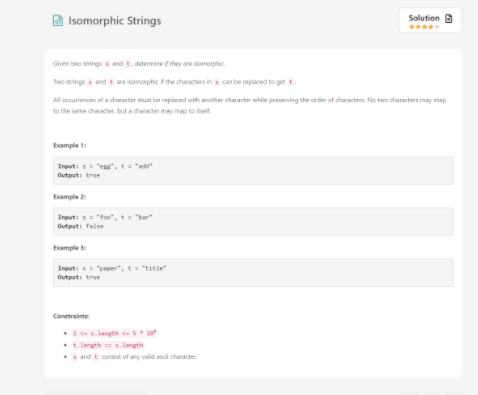 Isomorphic Strings
Solution
Given two strings s and t, determine if they are isomorphic.
Two strings s and t are isomorphic if the characters in s can be replaced to get t.
All occurrences of a character must be replaced with another character while preserving the order of characters. No two characters may map
to the same character, but a character may map to itself.
Example 1:
Input: s = "egg", t = "add"
Output: true
Example 2:
Input: s = "foo", t = "bar"
Output: false
Example 3:
Input: s = "paper", t = "title"
Output: true
Constraints:
1 <= s.length <= 5 * 10⁴
t.length == s.length
s and t consist of any valid ascii character.